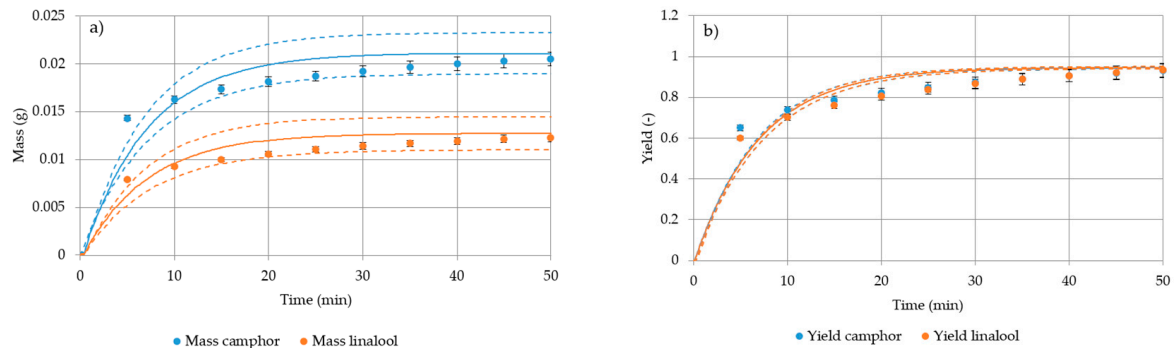 a)
0.025
0.02
0.015
0.01
0.005
0
Mass (g)
0 10 20 30 40 50
Time (min)
Mass camphor Mass linalool
b)
1.2
1
0.8
0.6
0.4
0.2
0
Yield (-)
0 10 20 30 40 50
Time (min)
Yield camphor Yield linalool